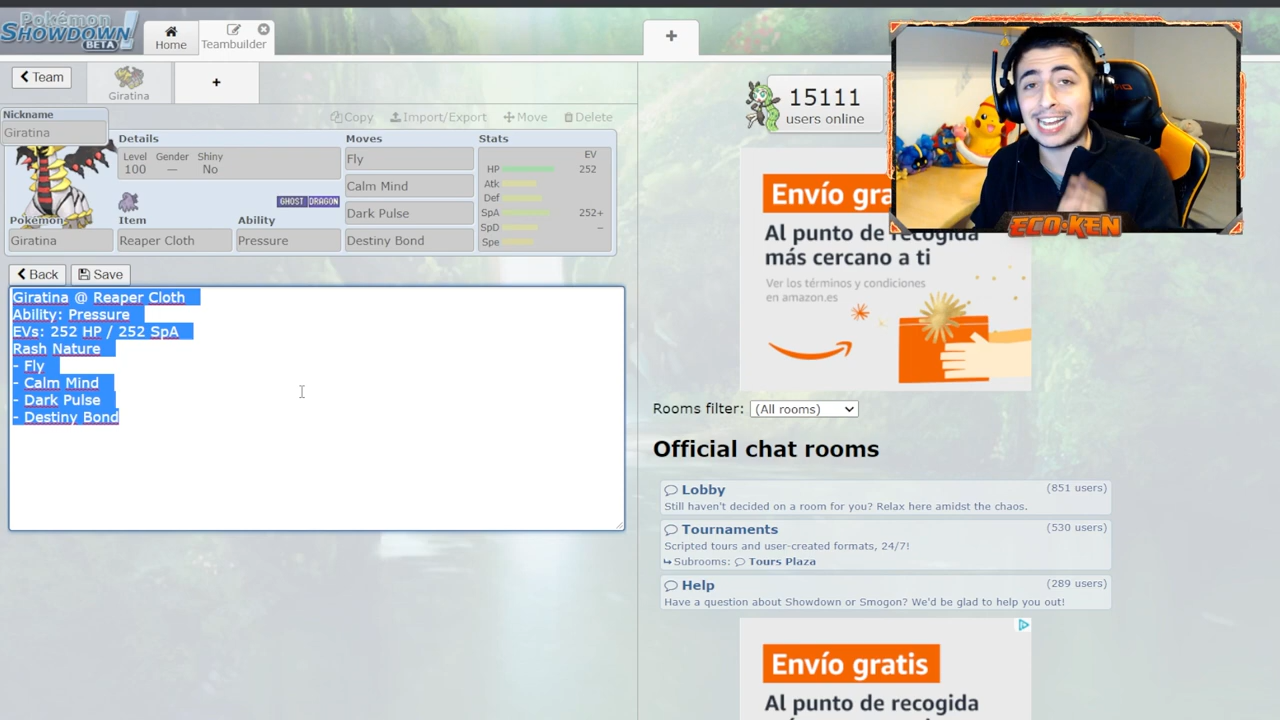 Pokémon
SHOWDOWN!
BETA
Home
Teambuilder
+
Team
Giratina
+
Nickname
Giratina
Copy
Import/Export
Move
Delete
Details
Moves
Stats
Level
Gender
Shiny
100
—
No
Fly
EV
HP
252
Atk
Calm Mind
Def
GHOST
DRAGON
Pokémon
Item
Ability
Dark Pulse
SpA
252+
SpD
–
Giratina
Reaper Cloth
Pressure
Destiny Bond
Spe
Back
Save
Giratina @ Reaper Cloth
Ability: Pressure
EVs: 252 HP / 252 SpA
Rash Nature
- Fly
- Calm Mind
- Dark Pulse
- Destiny Bond
15111
users online
ECO-KEN
Envío gra
Al punto de recogida
más cercano a ti
Ver los términos y condiciones
en amazon.es
Rooms filter: (All rooms)
Official chat rooms
Lobby
(851 users)
Still haven't decided on a room for you? Relax here amidst the chaos.
Tournaments
(530 users)
Scripted tours and user-created formats, 24/7!
↳Subrooms: Tours Plaza
Help
(289 users)
Have a question about Showdown or Smogon? We'd be glad to help you out!
Envío gratis
Al punto de recogida